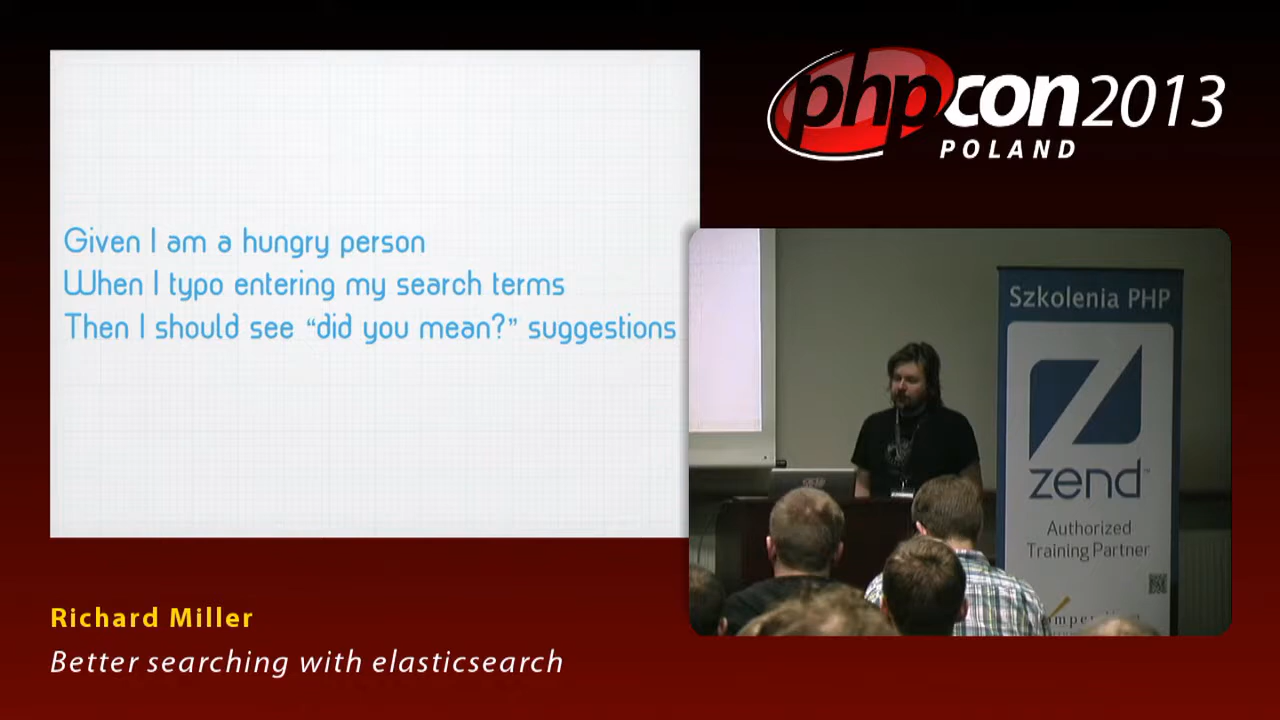 phpcon2013
POLAND
Given I am a hungry person
When I typo entering my search terms
Then I should see “did you mean?” suggestions
Szkolenia PHP
zend™
Authorized
Training Partner
Richard Miller
Better searching with elasticsearch